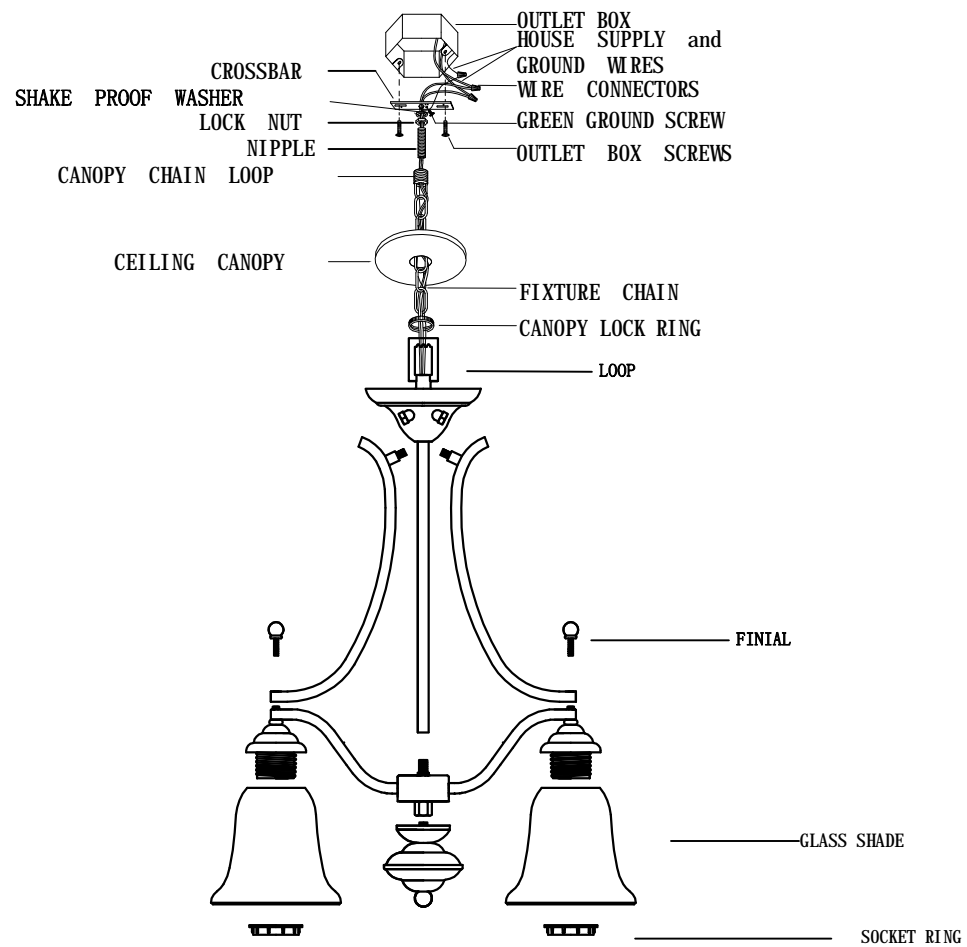 OUTLET BOX
HOUSE SUPPLY and
GROUND WIRES
CROSSBAR
WIRE CONNECTORS
SHAKE PROOF WASHER
LOCK NUT
GREEN GROUND SCREW
NIPPLE
OUTLET BOX SCREWS
CANOPY CHAIN LOOP
CEILING CANOPY
FIXTURE CHAIN
CANOPY LOCK RING
LOOP
FINIAL
GLASS SHADE
SOCKET RING